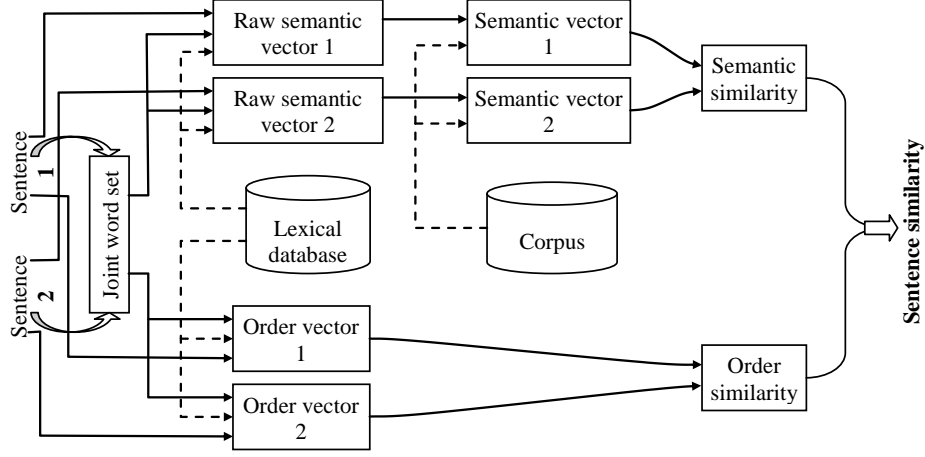 Raw semantic
vector 1
Semantic vector
1
Semantic
similarity
Raw semantic
vector 2
Semantic vector
2
Sentence
1
Joint word set
Sentence
2
Lexical
database
Corpus
Sentence similarity
Order vector
1
Order vector
2
Order
similarity